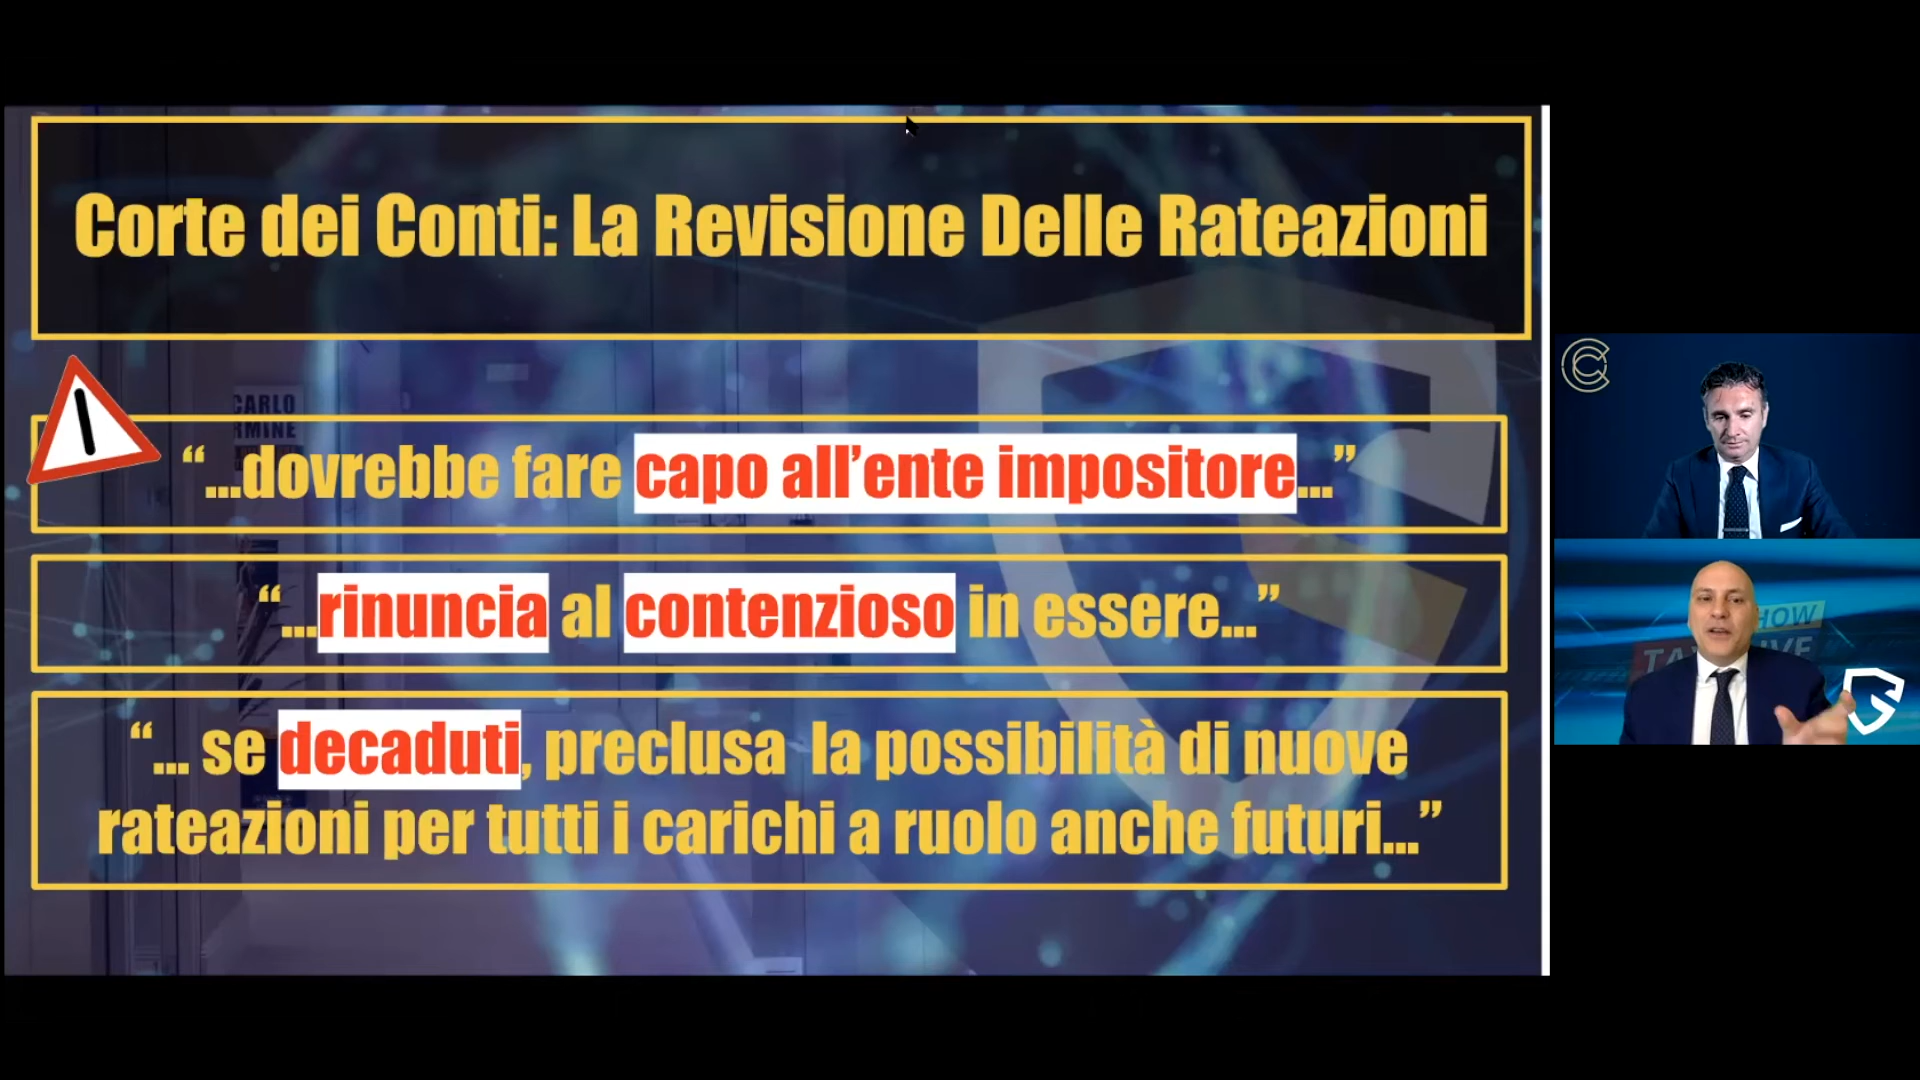 Corte dei Conti: La Revisione Delle Rateazioni
CARLO
“...dovrebbe fare capo all’ente impositore...”
“...rinuncia al contenzioso in essere...”
“... se decaduti, preclusa la possibilità di nuove
rateazioni per tutti i carichi a ruolo anche futuri...”